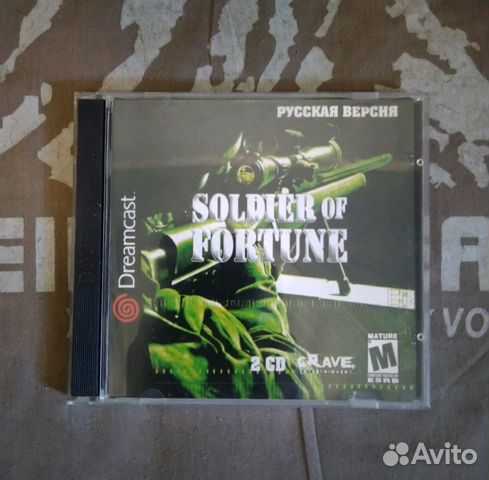 РУССКАЯ ВЕРСИЯ
Dreamcast
SOLDIER OF
FORTUNE
2 CD CRAVE
MATURE
M
ESRB
Avito